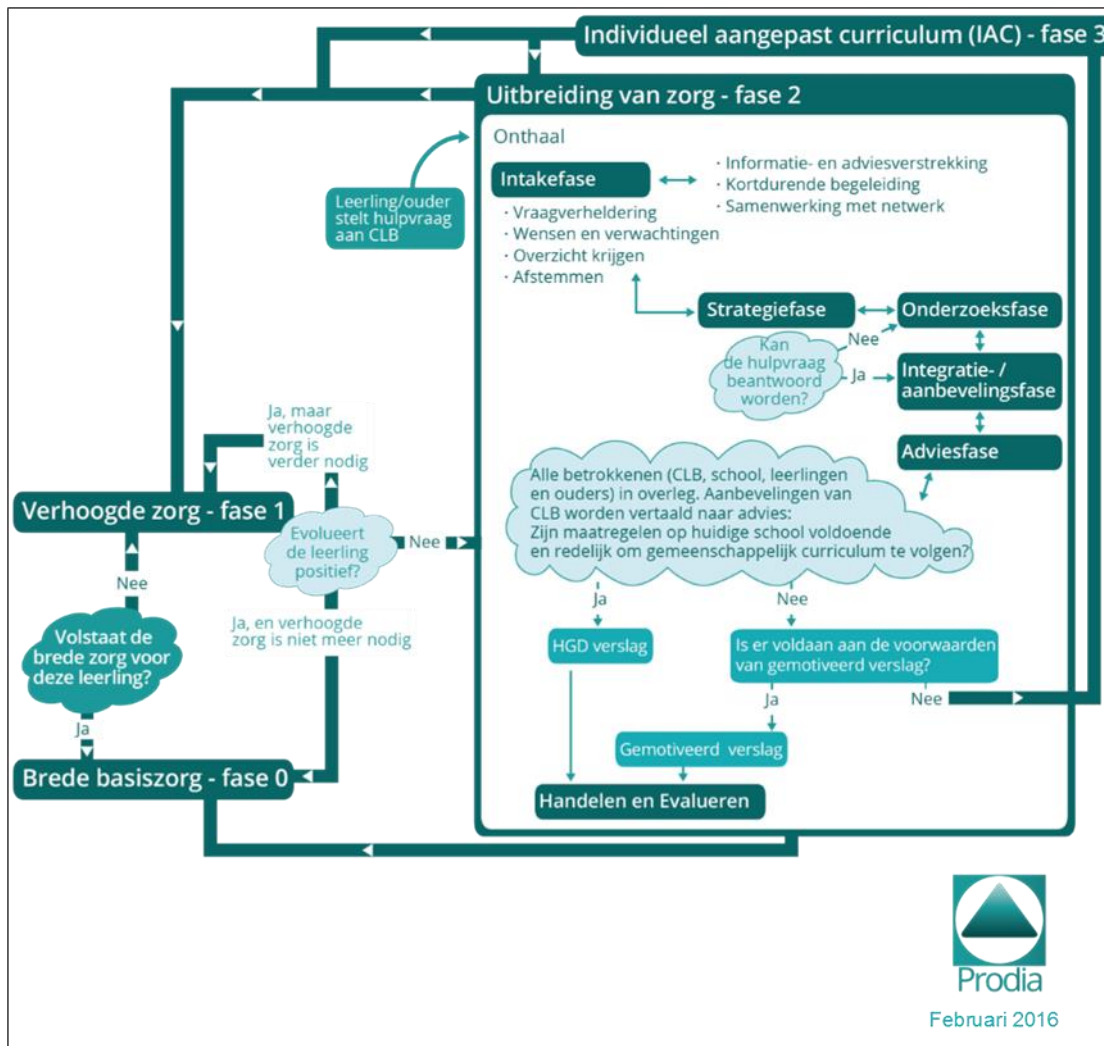 Individueel aangepast curriculum (IAC) - fase 3
Uitbreiding van zorg - fase 2
Onthaal
Intakefase
· Informatie- en adviesverstrekking
· Kortdurende begeleiding
· Samenwerking met netwerk
Leerling/ouder
stelt hulpvraag
aan CLB
· Vraagverheldering
· Wensen en verwachtingen
· Overzicht krijgen
· Afstemmen
Strategiefase
Onderzoeksfase
Kan
de hulpvraag
beantwoord
worden?
Nee
Ja
Integratie- /
aanbevelingsfase
Adviesfase
Ja, maar
verhoogde
zorg is
verder nodig
Alle betrokkenen (CLB, school, leerlingen
en ouders) in overleg. Aanbevelingen van
CLB worden vertaald naar advies:
Zijn maatregelen op huidige school voldoende
en redelijk om gemeenschappelijk curriculum te volgen?
Verhoogde zorg - fase 1
Evolueert
de leerling
positief?
Nee
Nee
Ja, en verhoogde
zorg is niet meer nodig
Volstaat de
brede zorg voor
deze leerling?
Ja
Brede basiszorg - fase 0
Ja
Nee
HGD verslag
Is er voldaan aan de voorwaarden
van gemotiveerd verslag?
Ja
Nee
Gemotiveerd verslag
Handelen en Evalueren
Prodia
Februari 2016